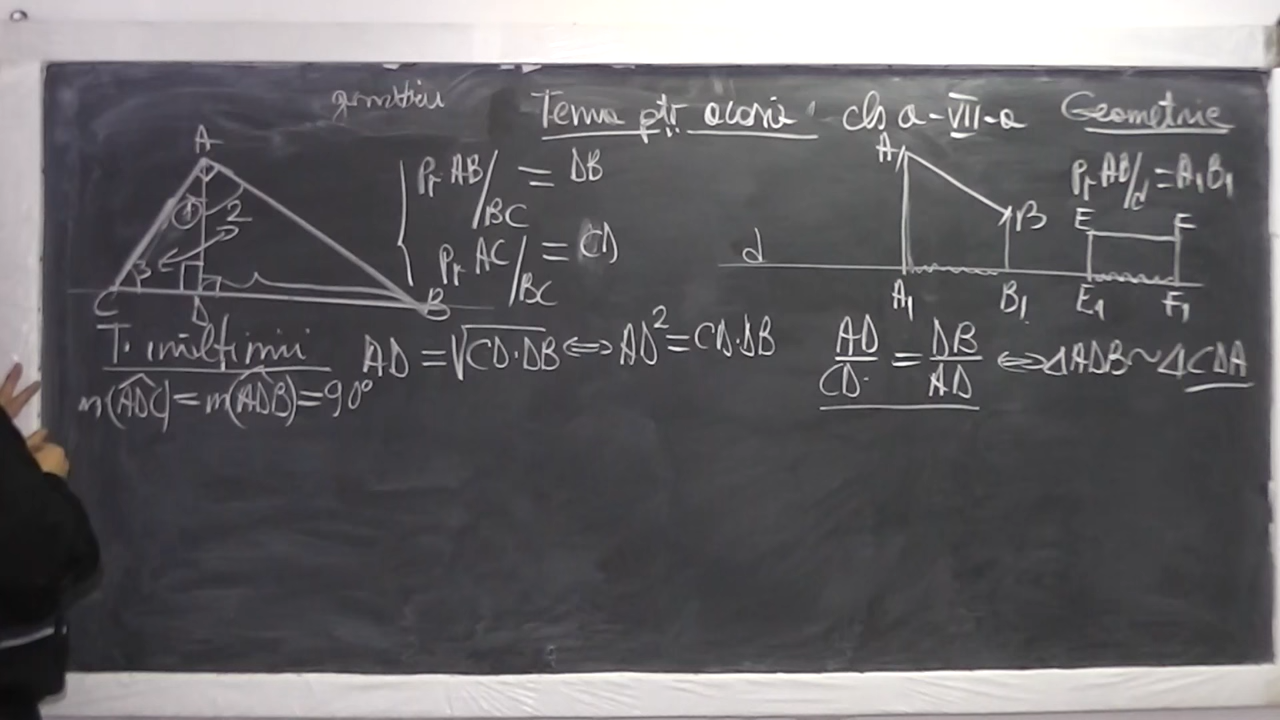 Tema ptr acasă cls a-VII-a Geometrie
A
1
2
3
C
D
B
Pr AB/BC = DB
Pr AC/BC = CD
d
A
B
A₁
B₁
Pr AB/d = A₁B₁
E
F
E₁
F₁
T. înălțimii AD = √CD·DB ⇔ AD² = CD·DB AD/CD = DB/AD ⇔ ΔADB ~ ΔCDA
m(ADC) = m(ADB) = 90°